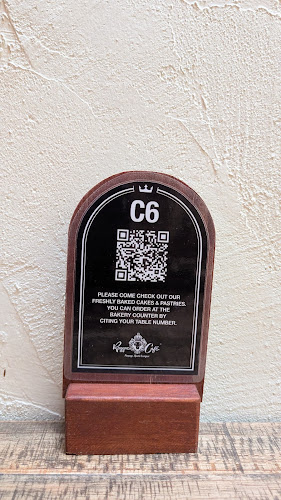 C6
PLEASE COME CHECK OUT OUR
FRESHLY BAKED CAKES & PASTRIES.
YOU CAN ORDER AT THE
BAKERY COUNTER BY
CITING YOUR TABLE NUMBER.